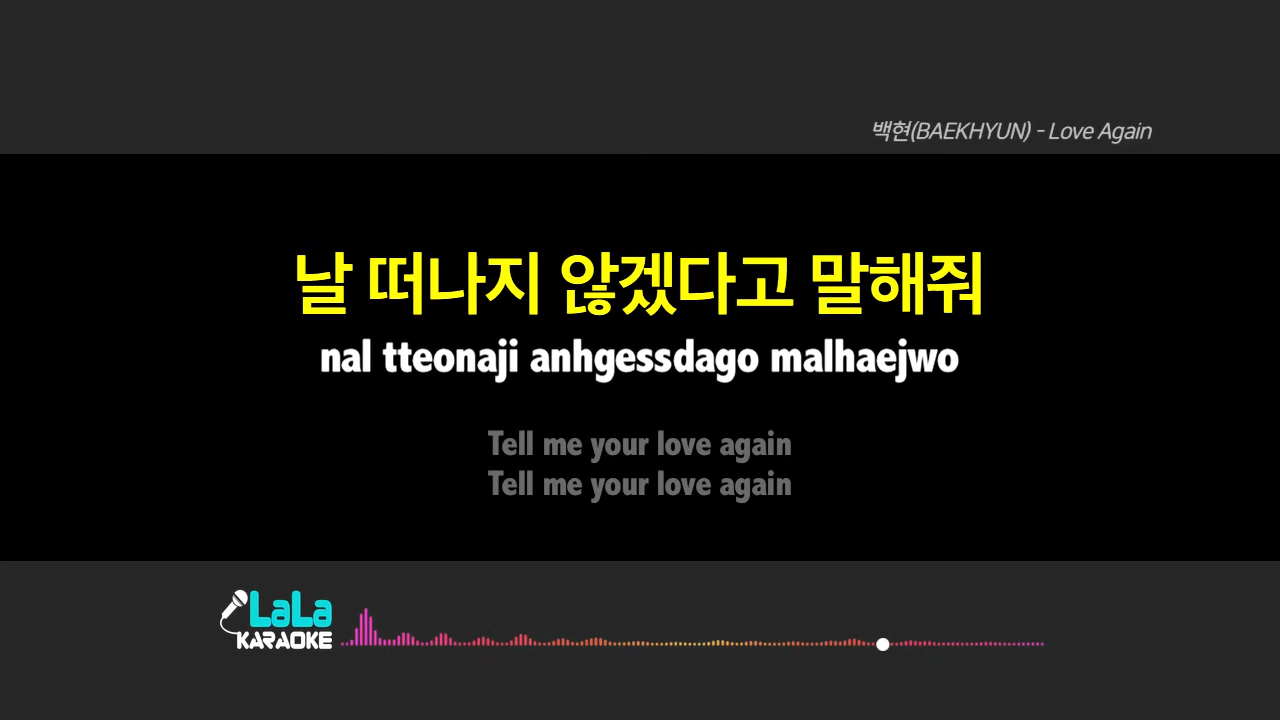 백현(BAEKHYUN) - Love Again
날 떠나지 않겠다고 말해줘
nal tteonaji anhgessdago malhaejwo
Tell me your love again
Tell me your love again
LaLa
KARAOKE